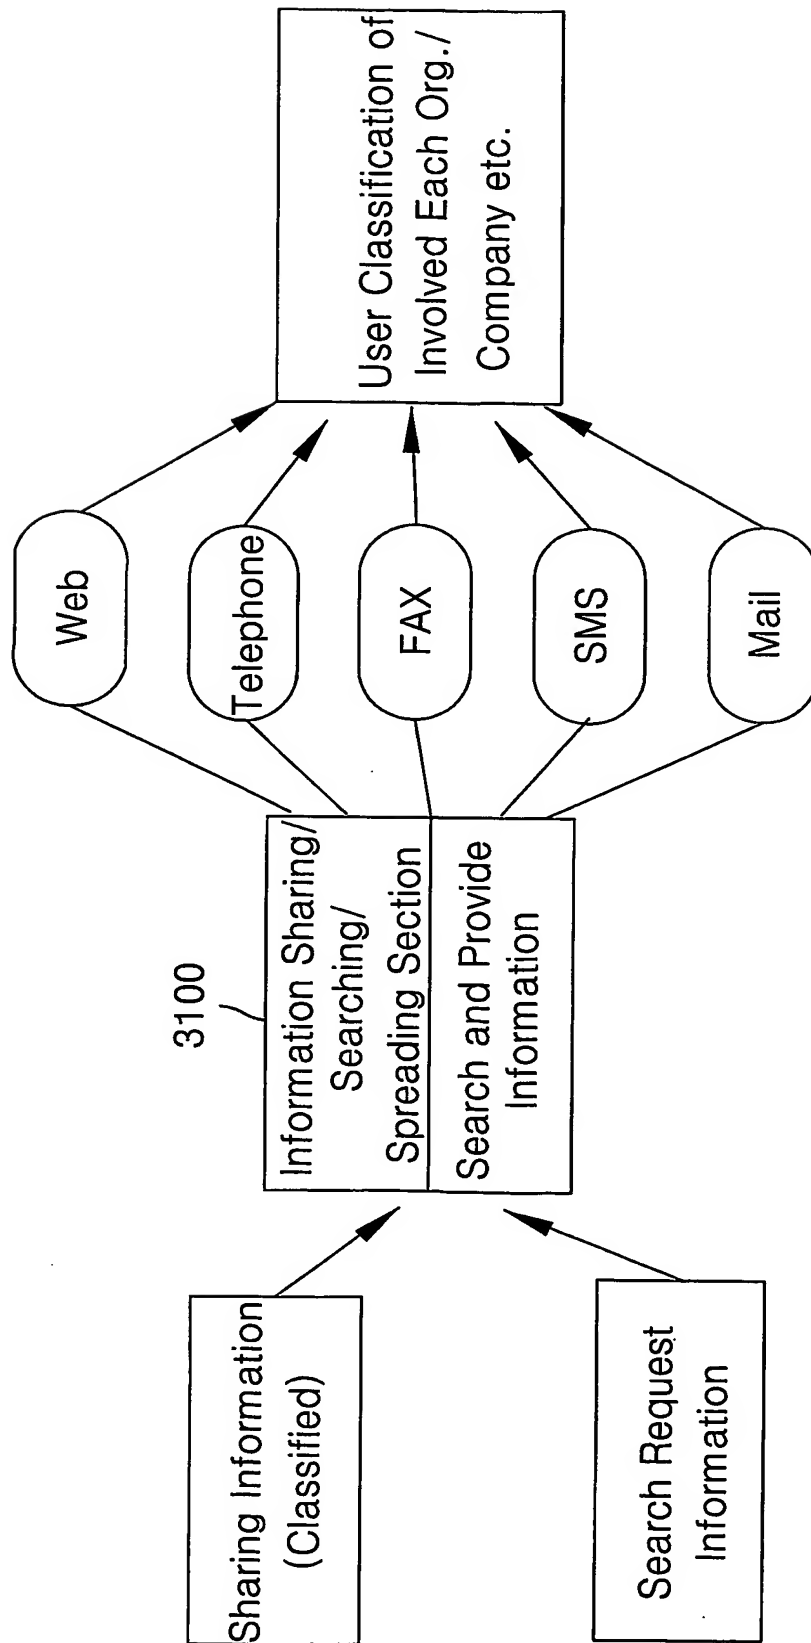 Sharing Information
(Classified)
Search Request
Information
3100
Information Sharing/
Searching/
Spreading Section
Search and Provide
Information
Web
Telephone
FAX
SMS
Mail
User Classification of
Involved Each Org./
Company etc.